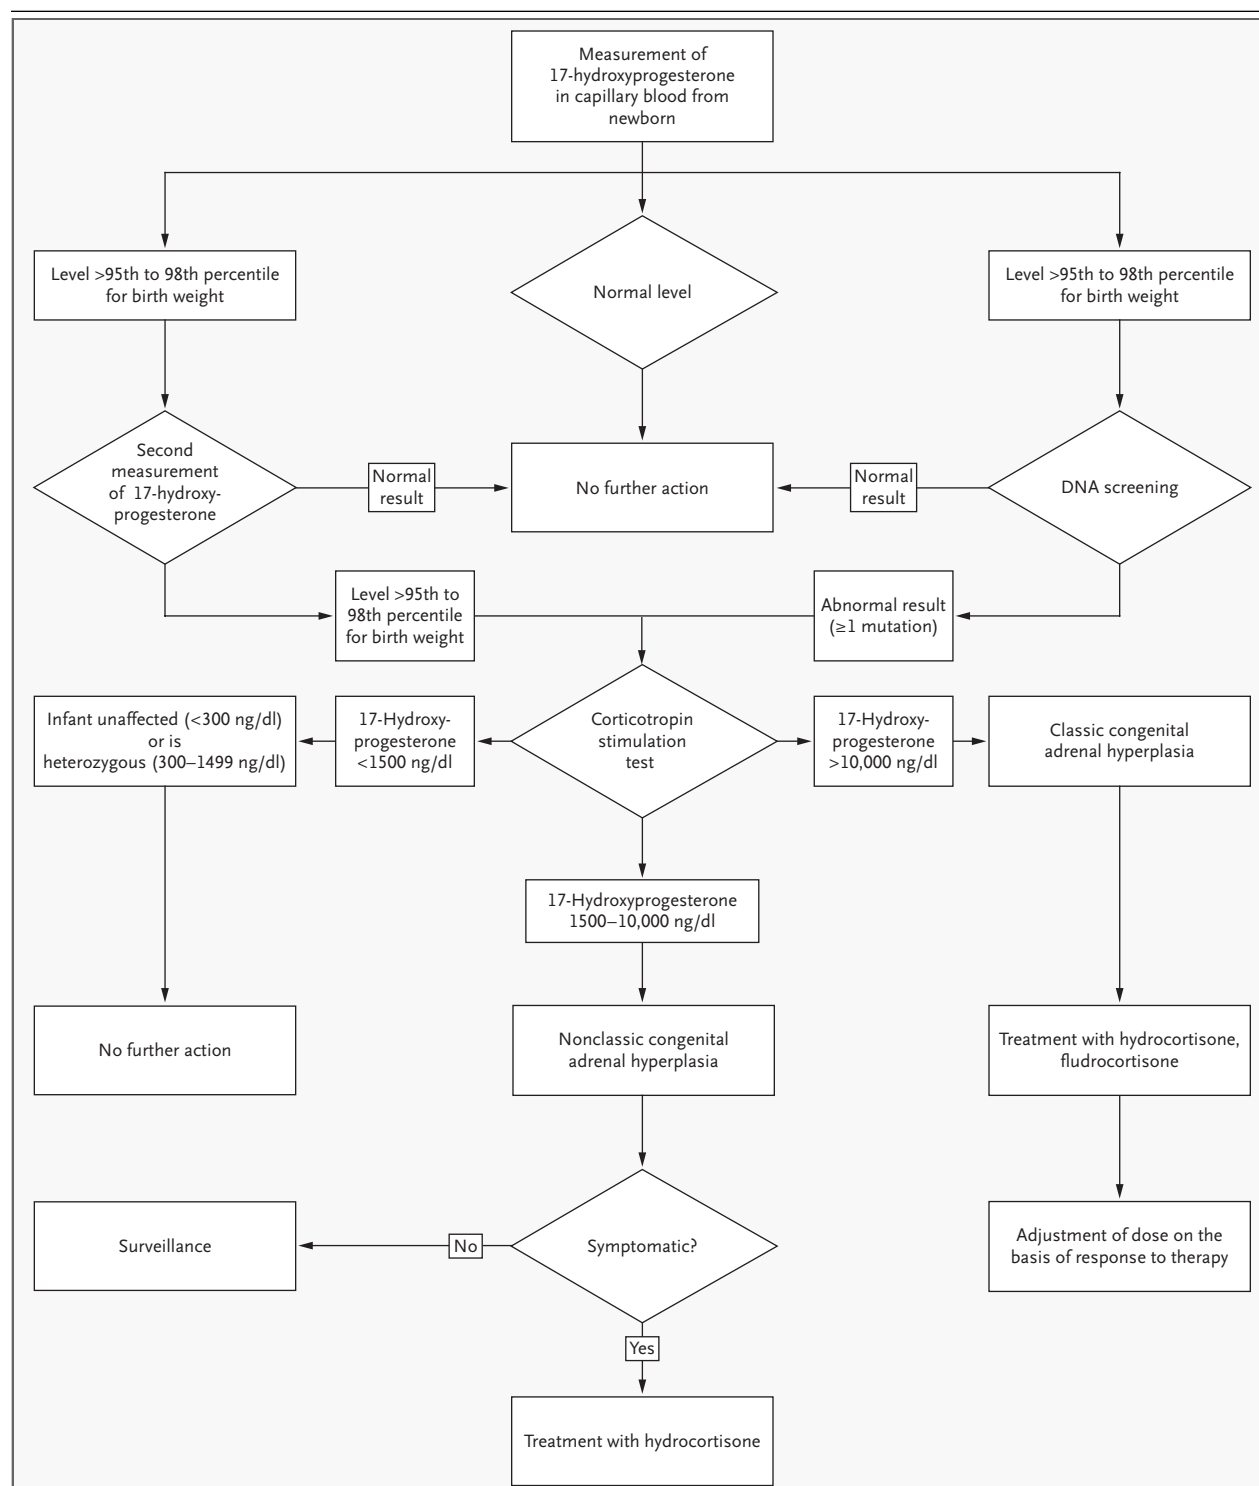 Measurement of
17-hydroxyprogesterone
in capillary blood from
newborn
Level >95th to 98th percentile
for birth weight
Normal level
Level >95th to 98th percentile
for birth weight
Second
measurement
of 17-hydroxy-
progesterone
Normal
result
No further action
Normal
result
DNA screening
Level >95th to
98th percentile
for birth weight
Abnormal result
(≥1 mutation)
Infant unaffected (<300 ng/dl)
or is
heterozygous (300–1499 ng/dl)
17-Hydroxy-
progesterone
<1500 ng/dl
Corticotropin
stimulation
test
17-Hydroxy-
progesterone
>10,000 ng/dl
Classic congenital
adrenal hyperplasia
17-Hydroxyprogesterone
1500–10,000 ng/dl
No further action
Nonclassic congenital
adrenal hyperplasia
Treatment with hydrocortisone,
fludrocortisone
Surveillance
No
Symptomatic?
Adjustment of dose on the
basis of response to therapy
Yes
Treatment with hydrocortisone